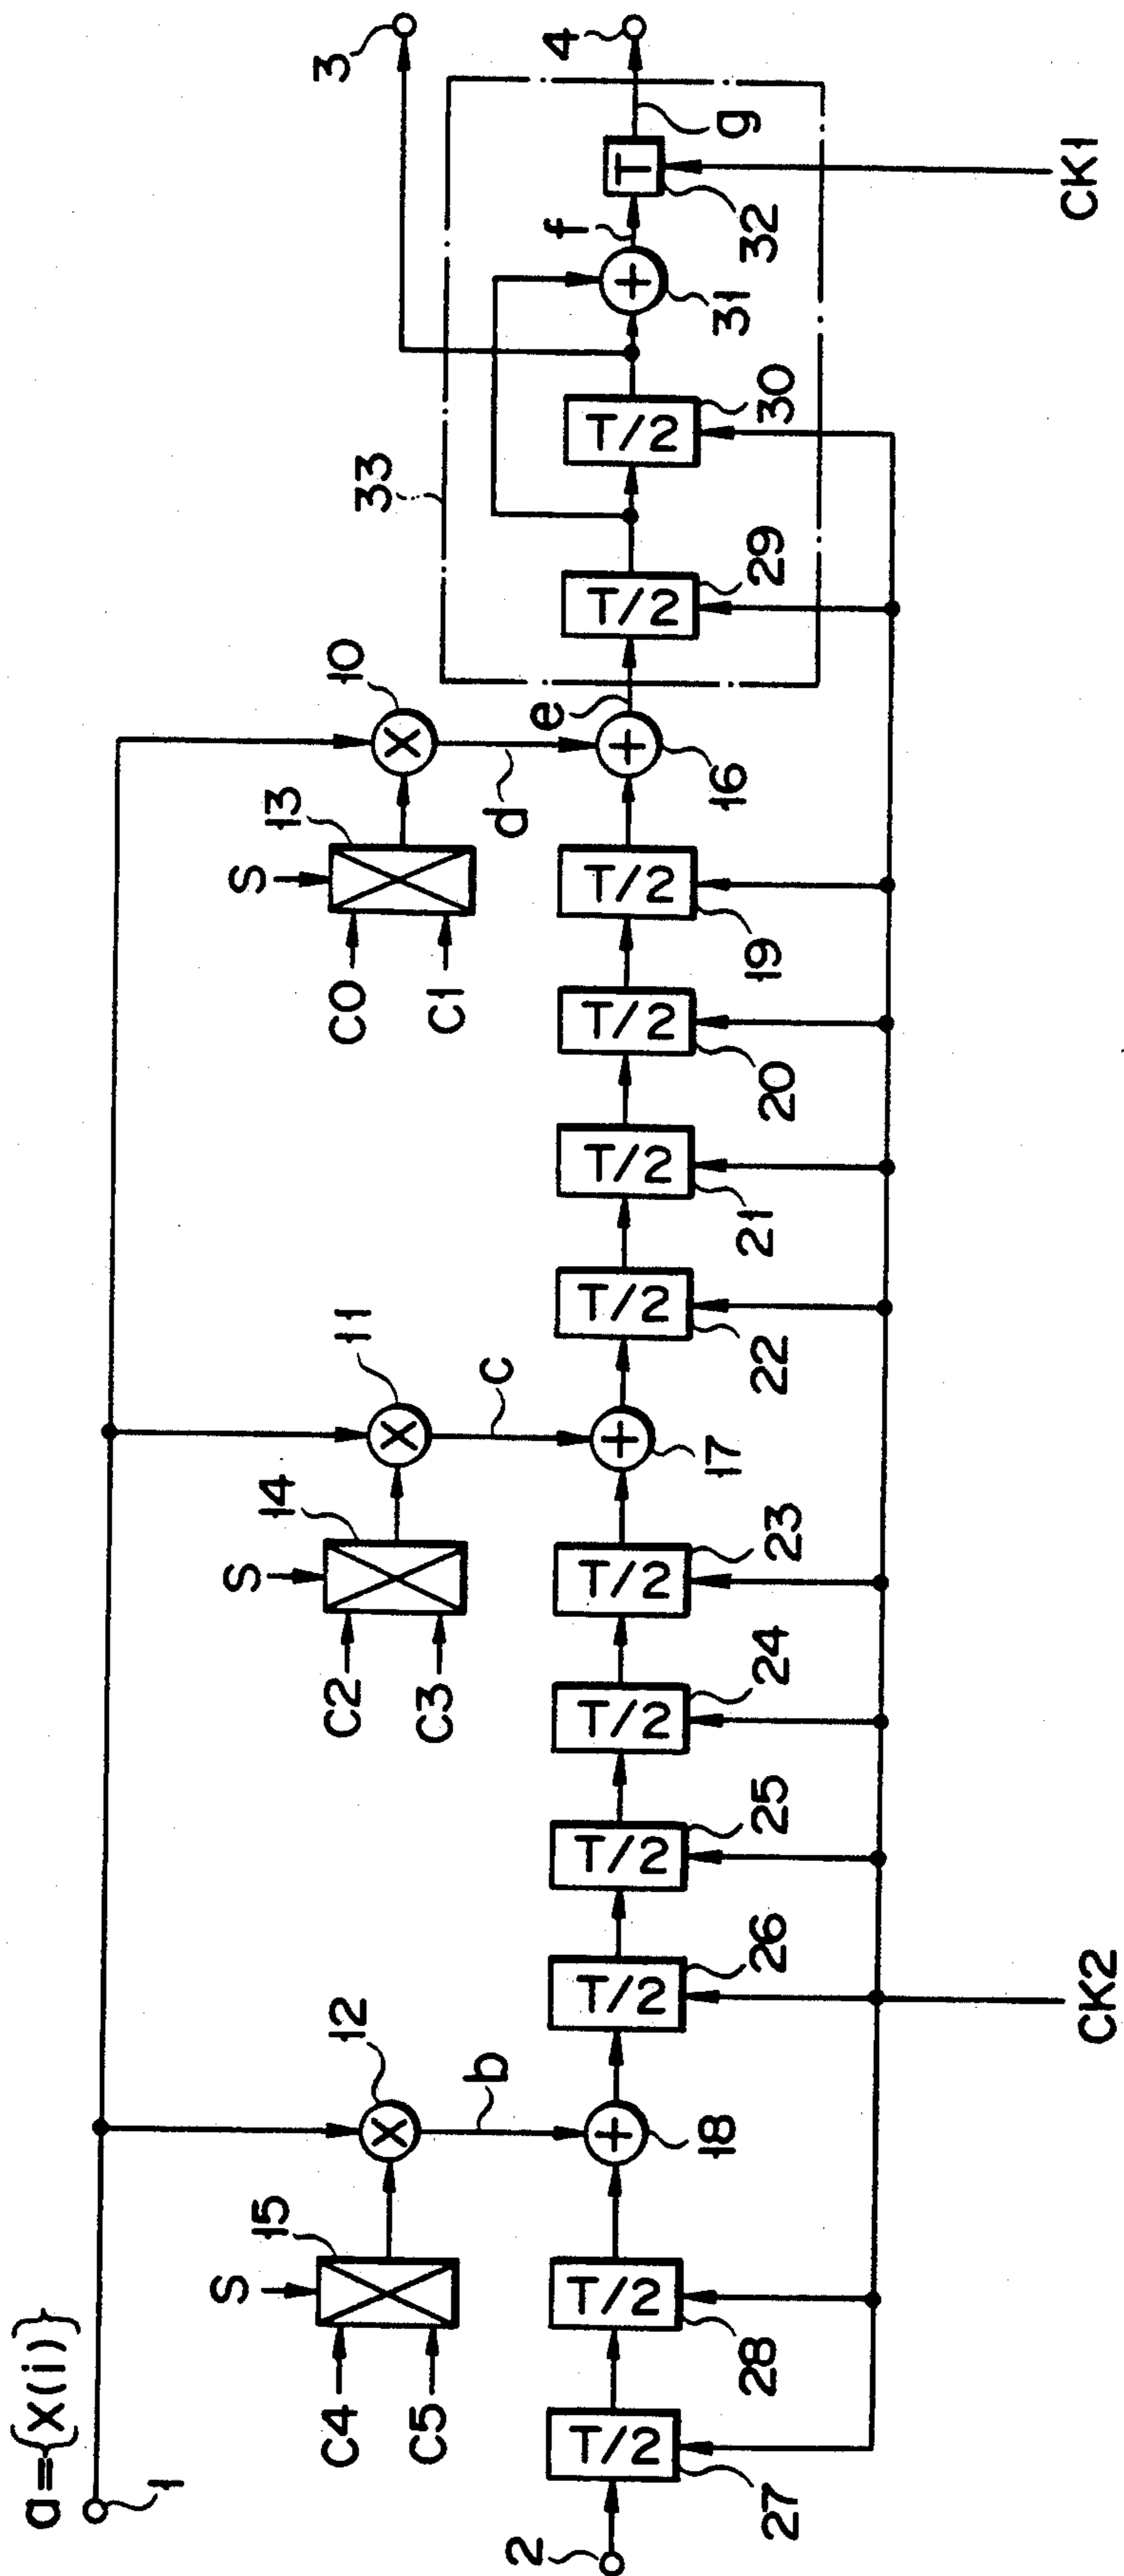 a={X(i)}
1
3
S
15
12
S
14
11
S
13
10
33
C4
C5
C2
C3
C0
C1
b
c
d
e
f
g
4
2
T/2
T/2
T/2
T/2
T/2
T/2
T/2
T/2
T/2
T/2
T/2
T/2
T
27
28
18
26
25
24
23
17
22
21
20
19
16
29
30
31
32
CK2
CK1